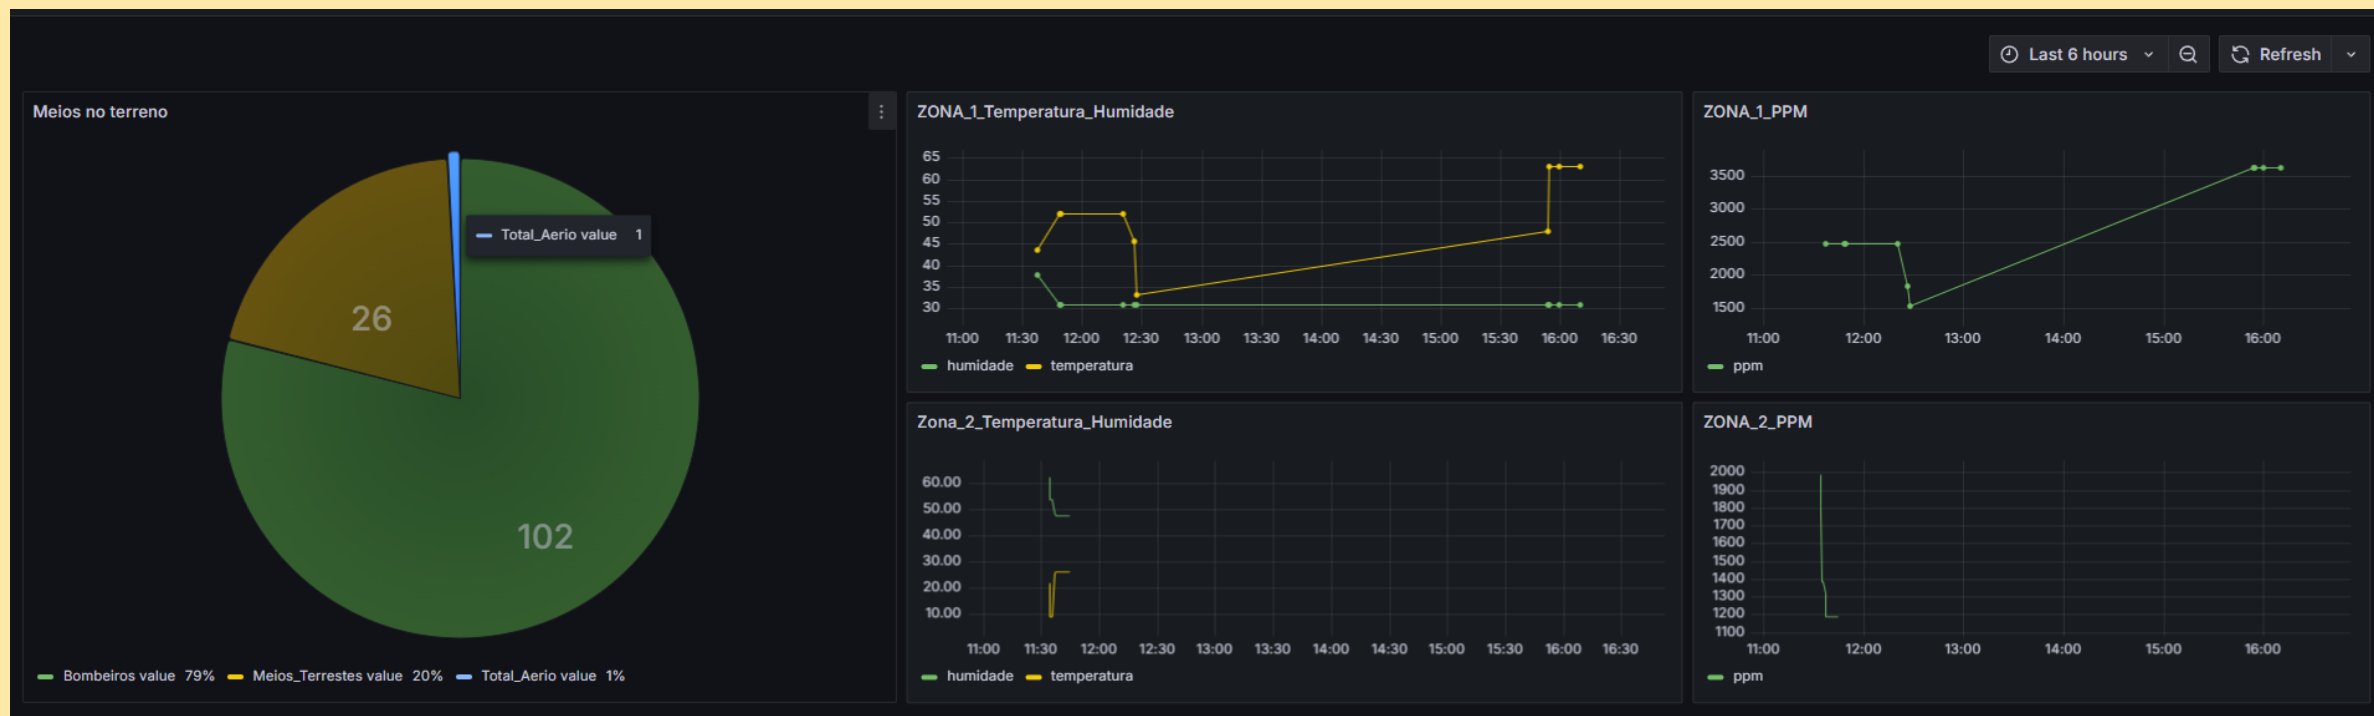 Last 6 hours Refresh
Meios no terreno
Total_Aerio value 1
26
102
Bombeiros value 79% Meios_Terrestes value 20% Total_Aerio value 1%
ZONA_1_Temperatura_Humidade
65
60
55
50
45
40
35
30
11:00 11:30 12:00 12:30 13:00 13:30 14:00 14:30 15:00 15:30 16:00 16:30
humidade temperatura
ZONA_1_PPM
3500
3000
2500
2000
1500
11:00 12:00 13:00 14:00 15:00 16:00
ppm
Zona_2_Temperatura_Humidade
60.00
50.00
40.00
30.00
20.00
10.00
11:00 11:30 12:00 12:30 13:00 13:30 14:00 14:30 15:00 15:30 16:00 16:30
humidade temperatura
ZONA_2_PPM
2000
1900
1800
1700
1600
1500
1400
1300
1200
1100
11:00 12:00 13:00 14:00 15:00 16:00
ppm